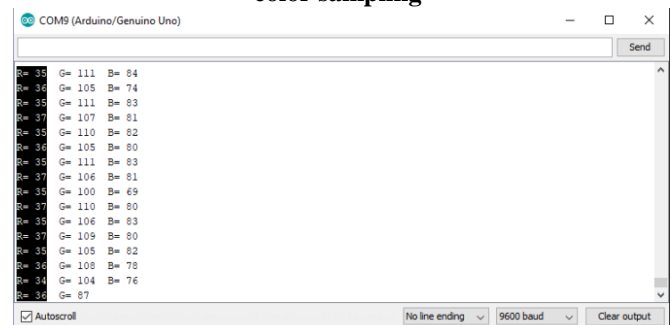 color sampling
COM9 (Arduino/Genuino Uno)
Send
R= 35 G= 111 B= 84
R= 36 G= 105 B= 74
R= 35 G= 111 B= 83
R= 37 G= 107 B= 81
R= 35 G= 110 B= 82
R= 36 G= 105 B= 80
R= 35 G= 111 B= 83
R= 37 G= 106 B= 81
R= 35 G= 100 B= 69
R= 37 G= 110 B= 80
R= 35 G= 106 B= 83
R= 37 G= 109 B= 80
R= 35 G= 105 B= 82
R= 36 G= 108 B= 78
R= 34 G= 104 B= 76
R= 36 G= 87
Autoscroll No line ending 9600 baud Clear output